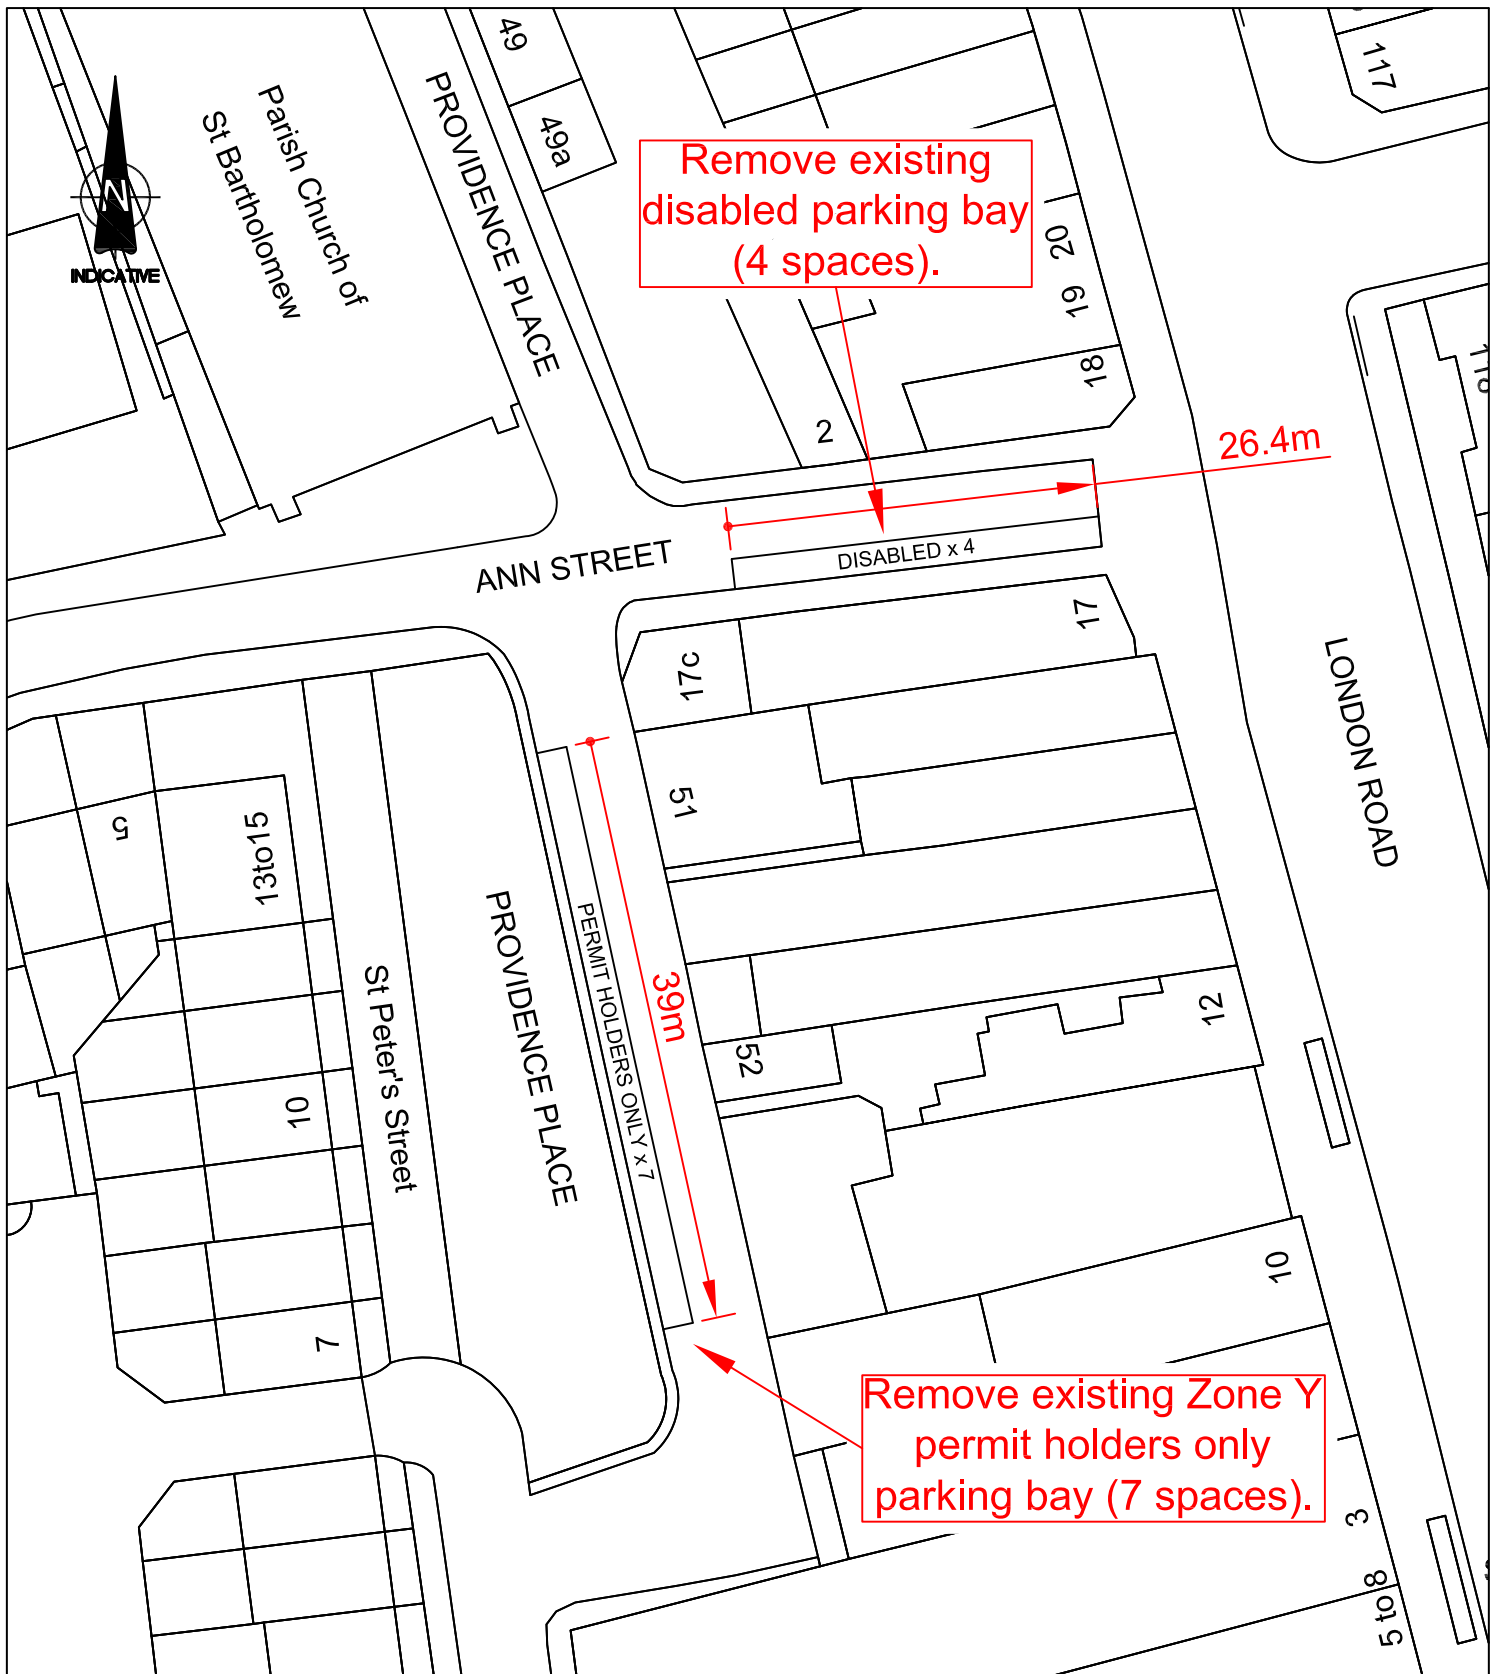 49
49a
117
Parish Church of
St Bartholomew
PROVIDENCE PLACE
N
INDICATIVE
Remove existing
disabled parking bay
(4 spaces).
20
19
18
2
26.4m
ANN STREET
DISABLED x 4
17
17c
LONDON ROAD
51
5
13to15
PROVIDENCE PLACE
PERMIT HOLDERS ONLY x 7
39m
St Peter's Street
52
12
10
10
7
Remove existing Zone Y
permit holders only
parking bay (7 spaces).
3
5 to 8